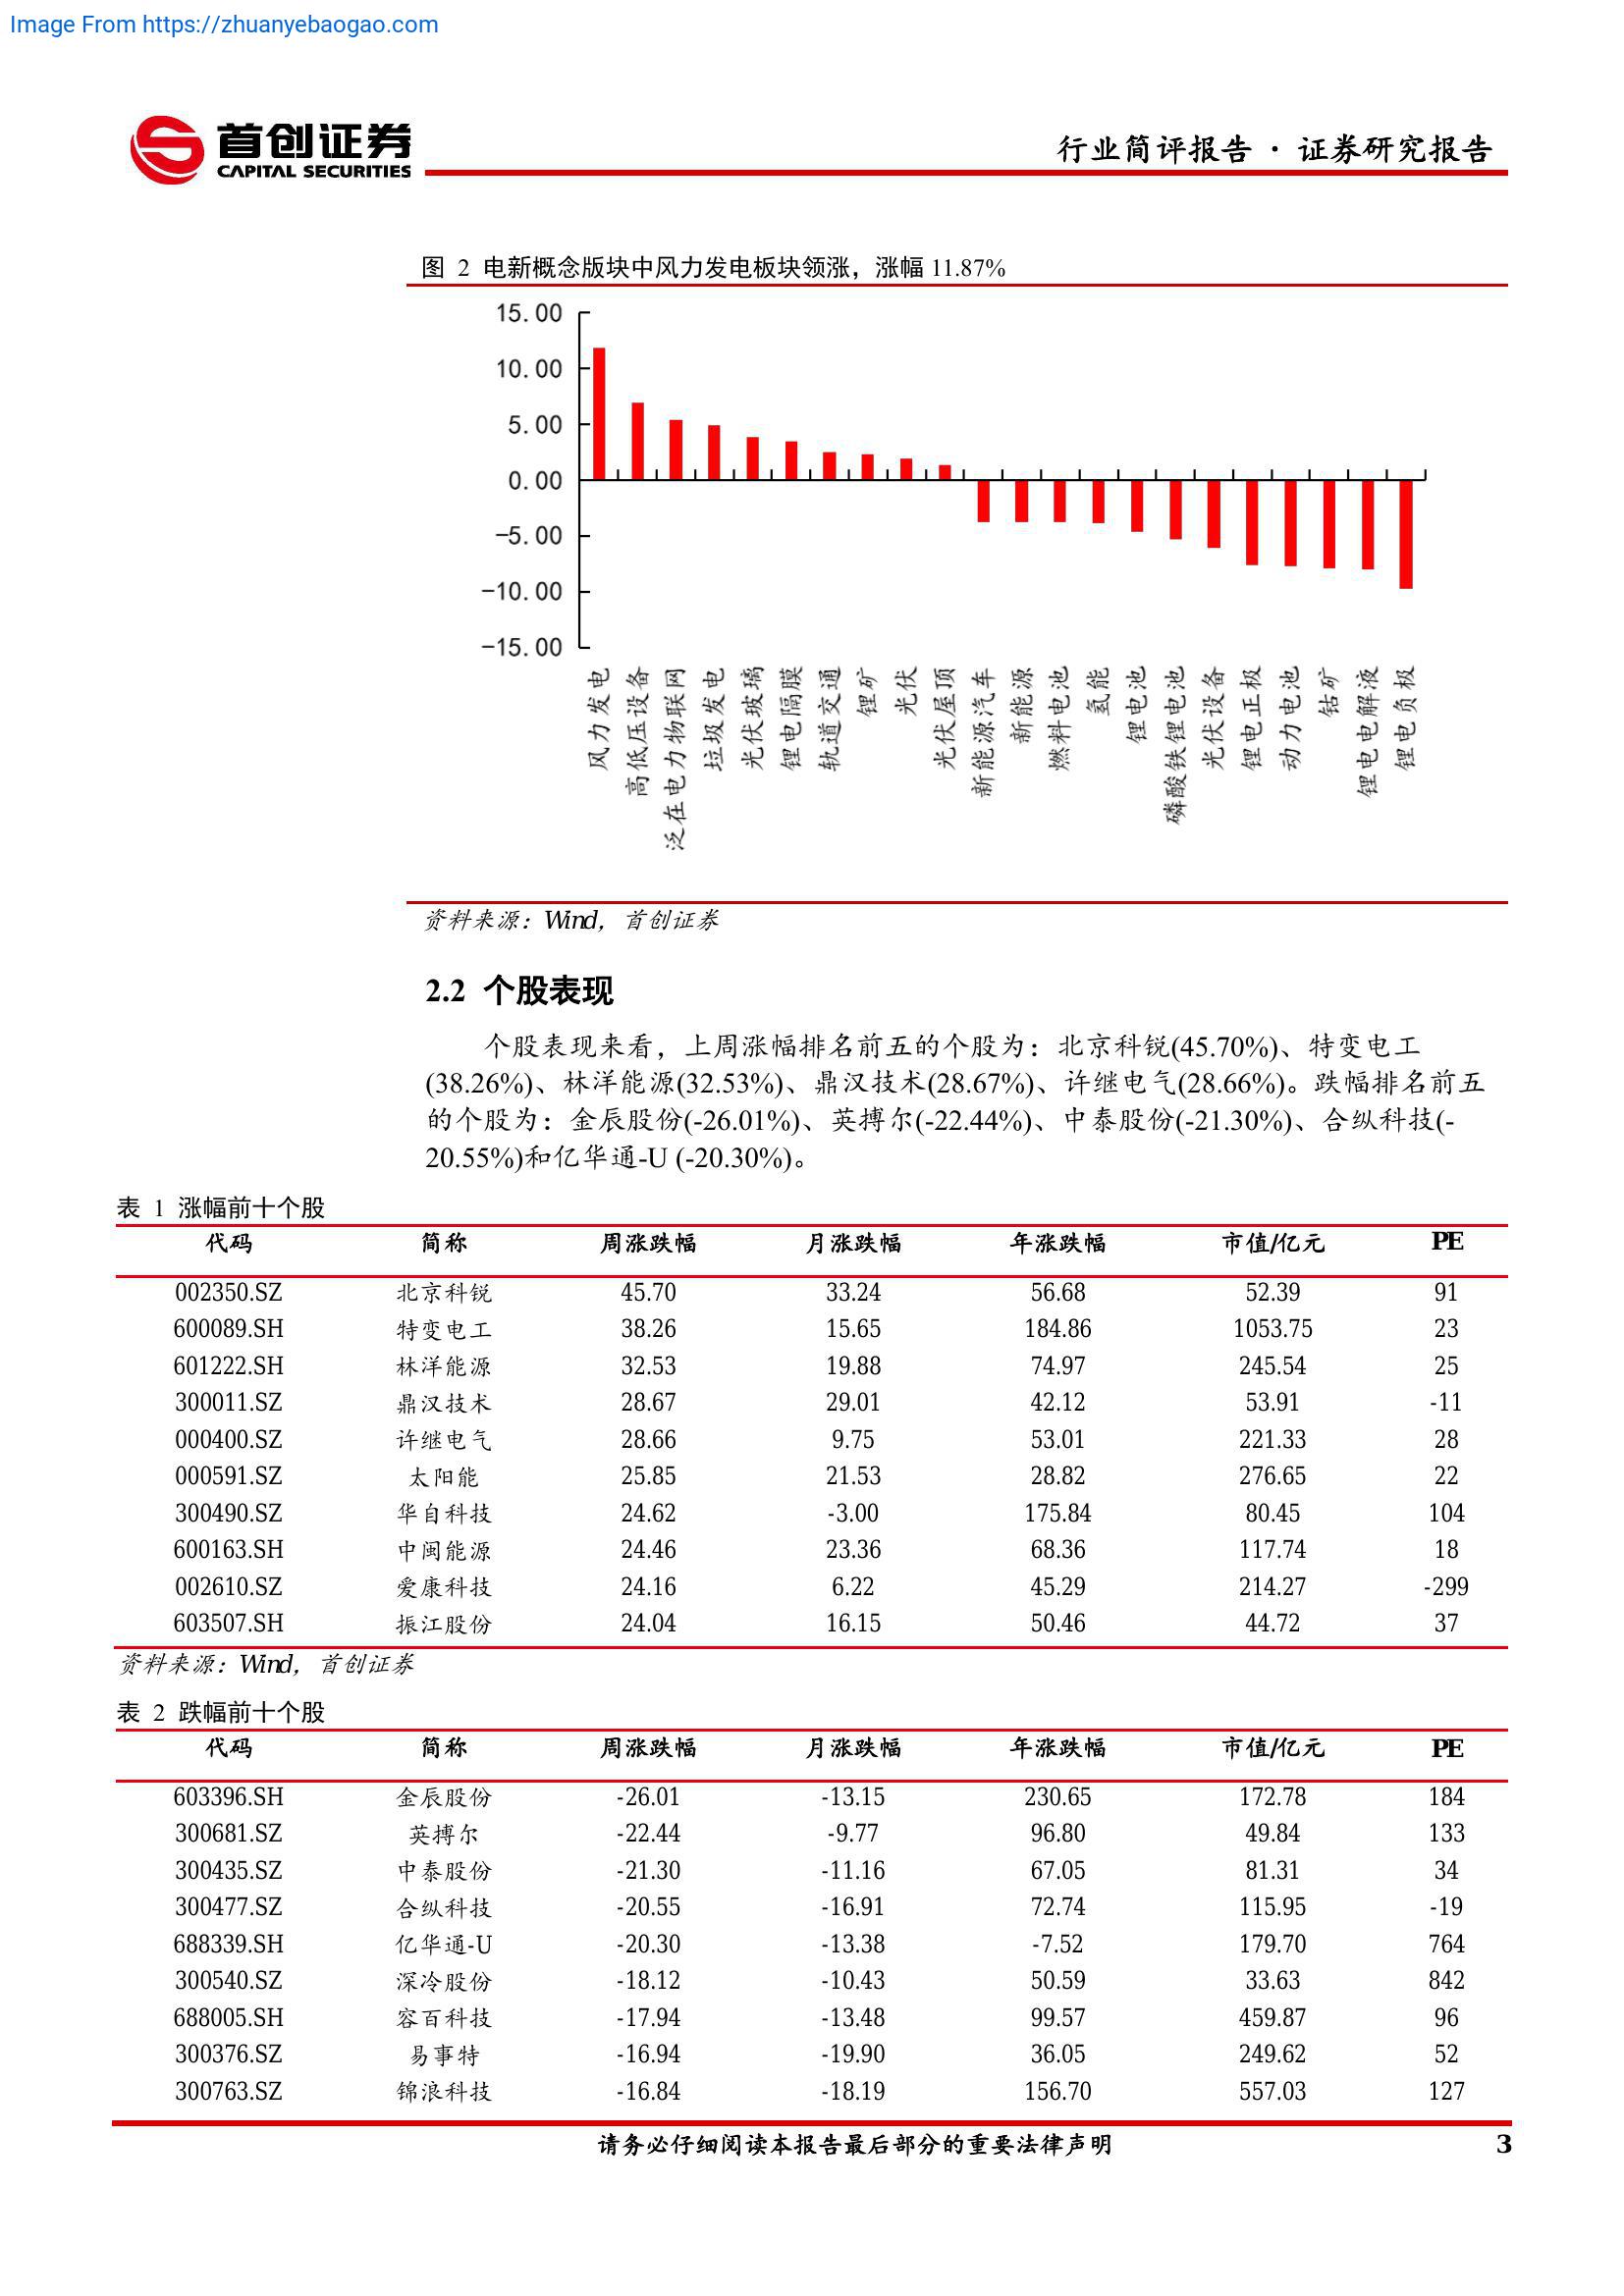 Image From https://zhuanyebaogao.com
首创证券
CAPITAL SECURITIES
行业简评报告 · 证券研究报告
图 2 电新概念版块中风力发电板块领涨，涨幅 11.87%
15.00
10.00
5.00
0.00
-5.00
-10.00
-15.00
风力发电
高低压设备
泛在电力物联网
垃圾发电
光伏玻璃
锂电隔膜
轨道交通
锂矿
光伏
光伏屋顶
新能源汽车
新能源
燃料电池
氢能
锂电池
磷酸铁锂电池
光伏设备
锂电正极
动力电池
钴矿
锂电电解液
锂电负极
资料来源：Wind，首创证券
2.2 个股表现
个股表现来看，上周涨幅排名前五的个股为：北京科锐(45.70%)、特变电工
(38.26%)、林洋能源(32.53%)、鼎汉技术(28.67%)、许继电气(28.66%)。跌幅排名前五
的个股为：金辰股份(-26.01%)、英搏尔(-22.44%)、中泰股份(-21.30%)、合纵科技(-
20.55%)和亿华通-U (-20.30%)。
表 1 涨幅前十个股
代码 简称 周涨跌幅 月涨跌幅 年涨跌幅 市值/亿元 PE
002350.SZ 北京科锐 45.70 33.24 56.68 52.39 91
600089.SH 特变电工 38.26 15.65 184.86 1053.75 23
601222.SH 林洋能源 32.53 19.88 74.97 245.54 25
300011.SZ 鼎汉技术 28.67 29.01 42.12 53.91 -11
000400.SZ 许继电气 28.66 9.75 53.01 221.33 28
000591.SZ 太阳能 25.85 21.53 28.82 276.65 22
300490.SZ 华自科技 24.62 -3.00 175.84 80.45 104
600163.SH 中闽能源 24.46 23.36 68.36 117.74 18
002610.SZ 爱康科技 24.16 6.22 45.29 214.27 -299
603507.SH 振江股份 24.04 16.15 50.46 44.72 37
资料来源：Wind，首创证券
表 2 跌幅前十个股
代码 简称 周涨跌幅 月涨跌幅 年涨跌幅 市值/亿元 PE
603396.SH 金辰股份 -26.01 -13.15 230.65 172.78 184
300681.SZ 英搏尔 -22.44 -9.77 96.80 49.84 133
300435.SZ 中泰股份 -21.30 -11.16 67.05 81.31 34
300477.SZ 合纵科技 -20.55 -16.91 72.74 115.95 -19
688339.SH 亿华通-U -20.30 -13.38 -7.52 179.70 764
300540.SZ 深冷股份 -18.12 -10.43 50.59 33.63 842
688005.SH 容百科技 -17.94 -13.48 99.57 459.87 96
300376.SZ 易事特 -16.94 -19.90 36.05 249.62 52
300763.SZ 锦浪科技 -16.84 -18.19 156.70 557.03 127
请务必仔细阅读本报告最后部分的重要法律声明 3